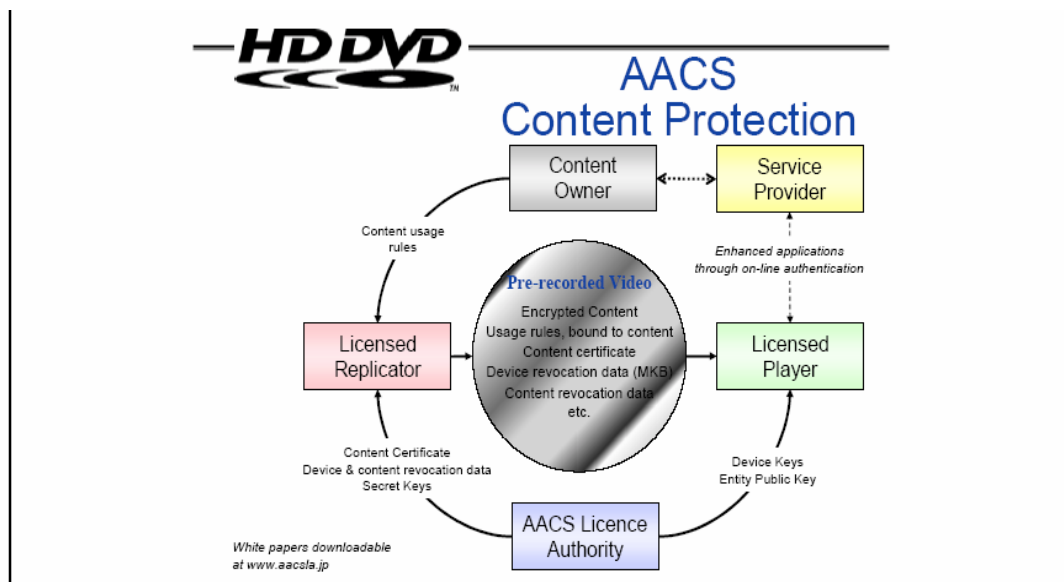 HD DVD
TM
AACS
Content Protection
Content
Owner
Service
Provider
Content usage
rules
Enhanced applications
through on-line authentication
Pre-recorded Video
Encrypted Content
Usage rules, bound to content
Content certificate
Device revocation data (MKB)
Content revocation data
etc.
Licensed
Replicator
Licensed
Player
Content Certificate
Device & content revocation data
Secret Keys
Device Keys
Entity Public Key
AACS Licence
Authority
White papers downloadable
at www.aacsla.jp